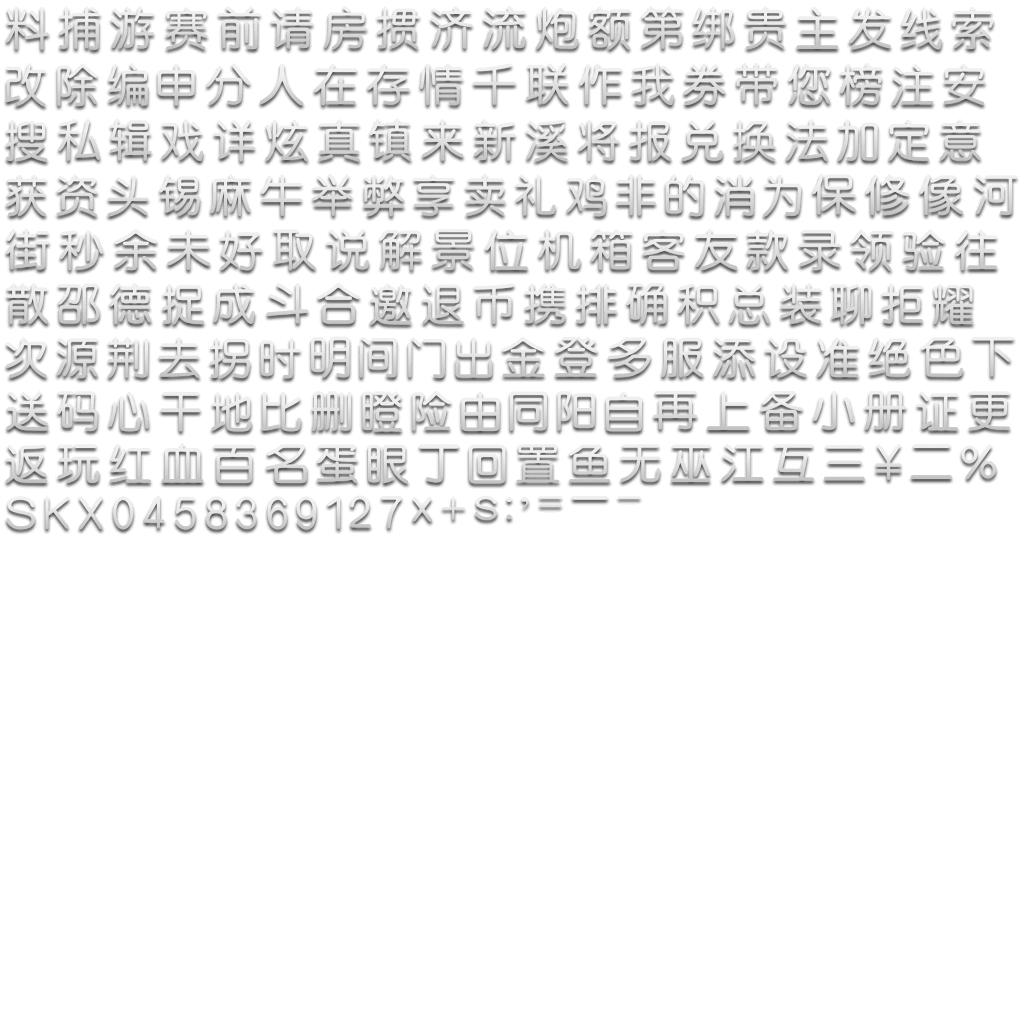 料捕游赛前请房掼济流炮额第绑贵主发线索
改除编申分人在存情千联作我券带您榜注安
搜私辑戏详炫真镇来新溪将报兑换法加定意
获资头锡麻牛举弊享卖礼鸡非的消为保修像河
街秒余未好取说解景位机箱客友款录领验往
散邵德捉成斗合邀退币携排确积总装聊拒耀
次源荆去拐时明间门出金登多服添设准绝色下
送码心干地比删瞪险由同阳自再上备小册证更
返玩红血百名蛋眼丁回置鱼无巫江互三¥二%
SKX0458369127x+s:’=一-